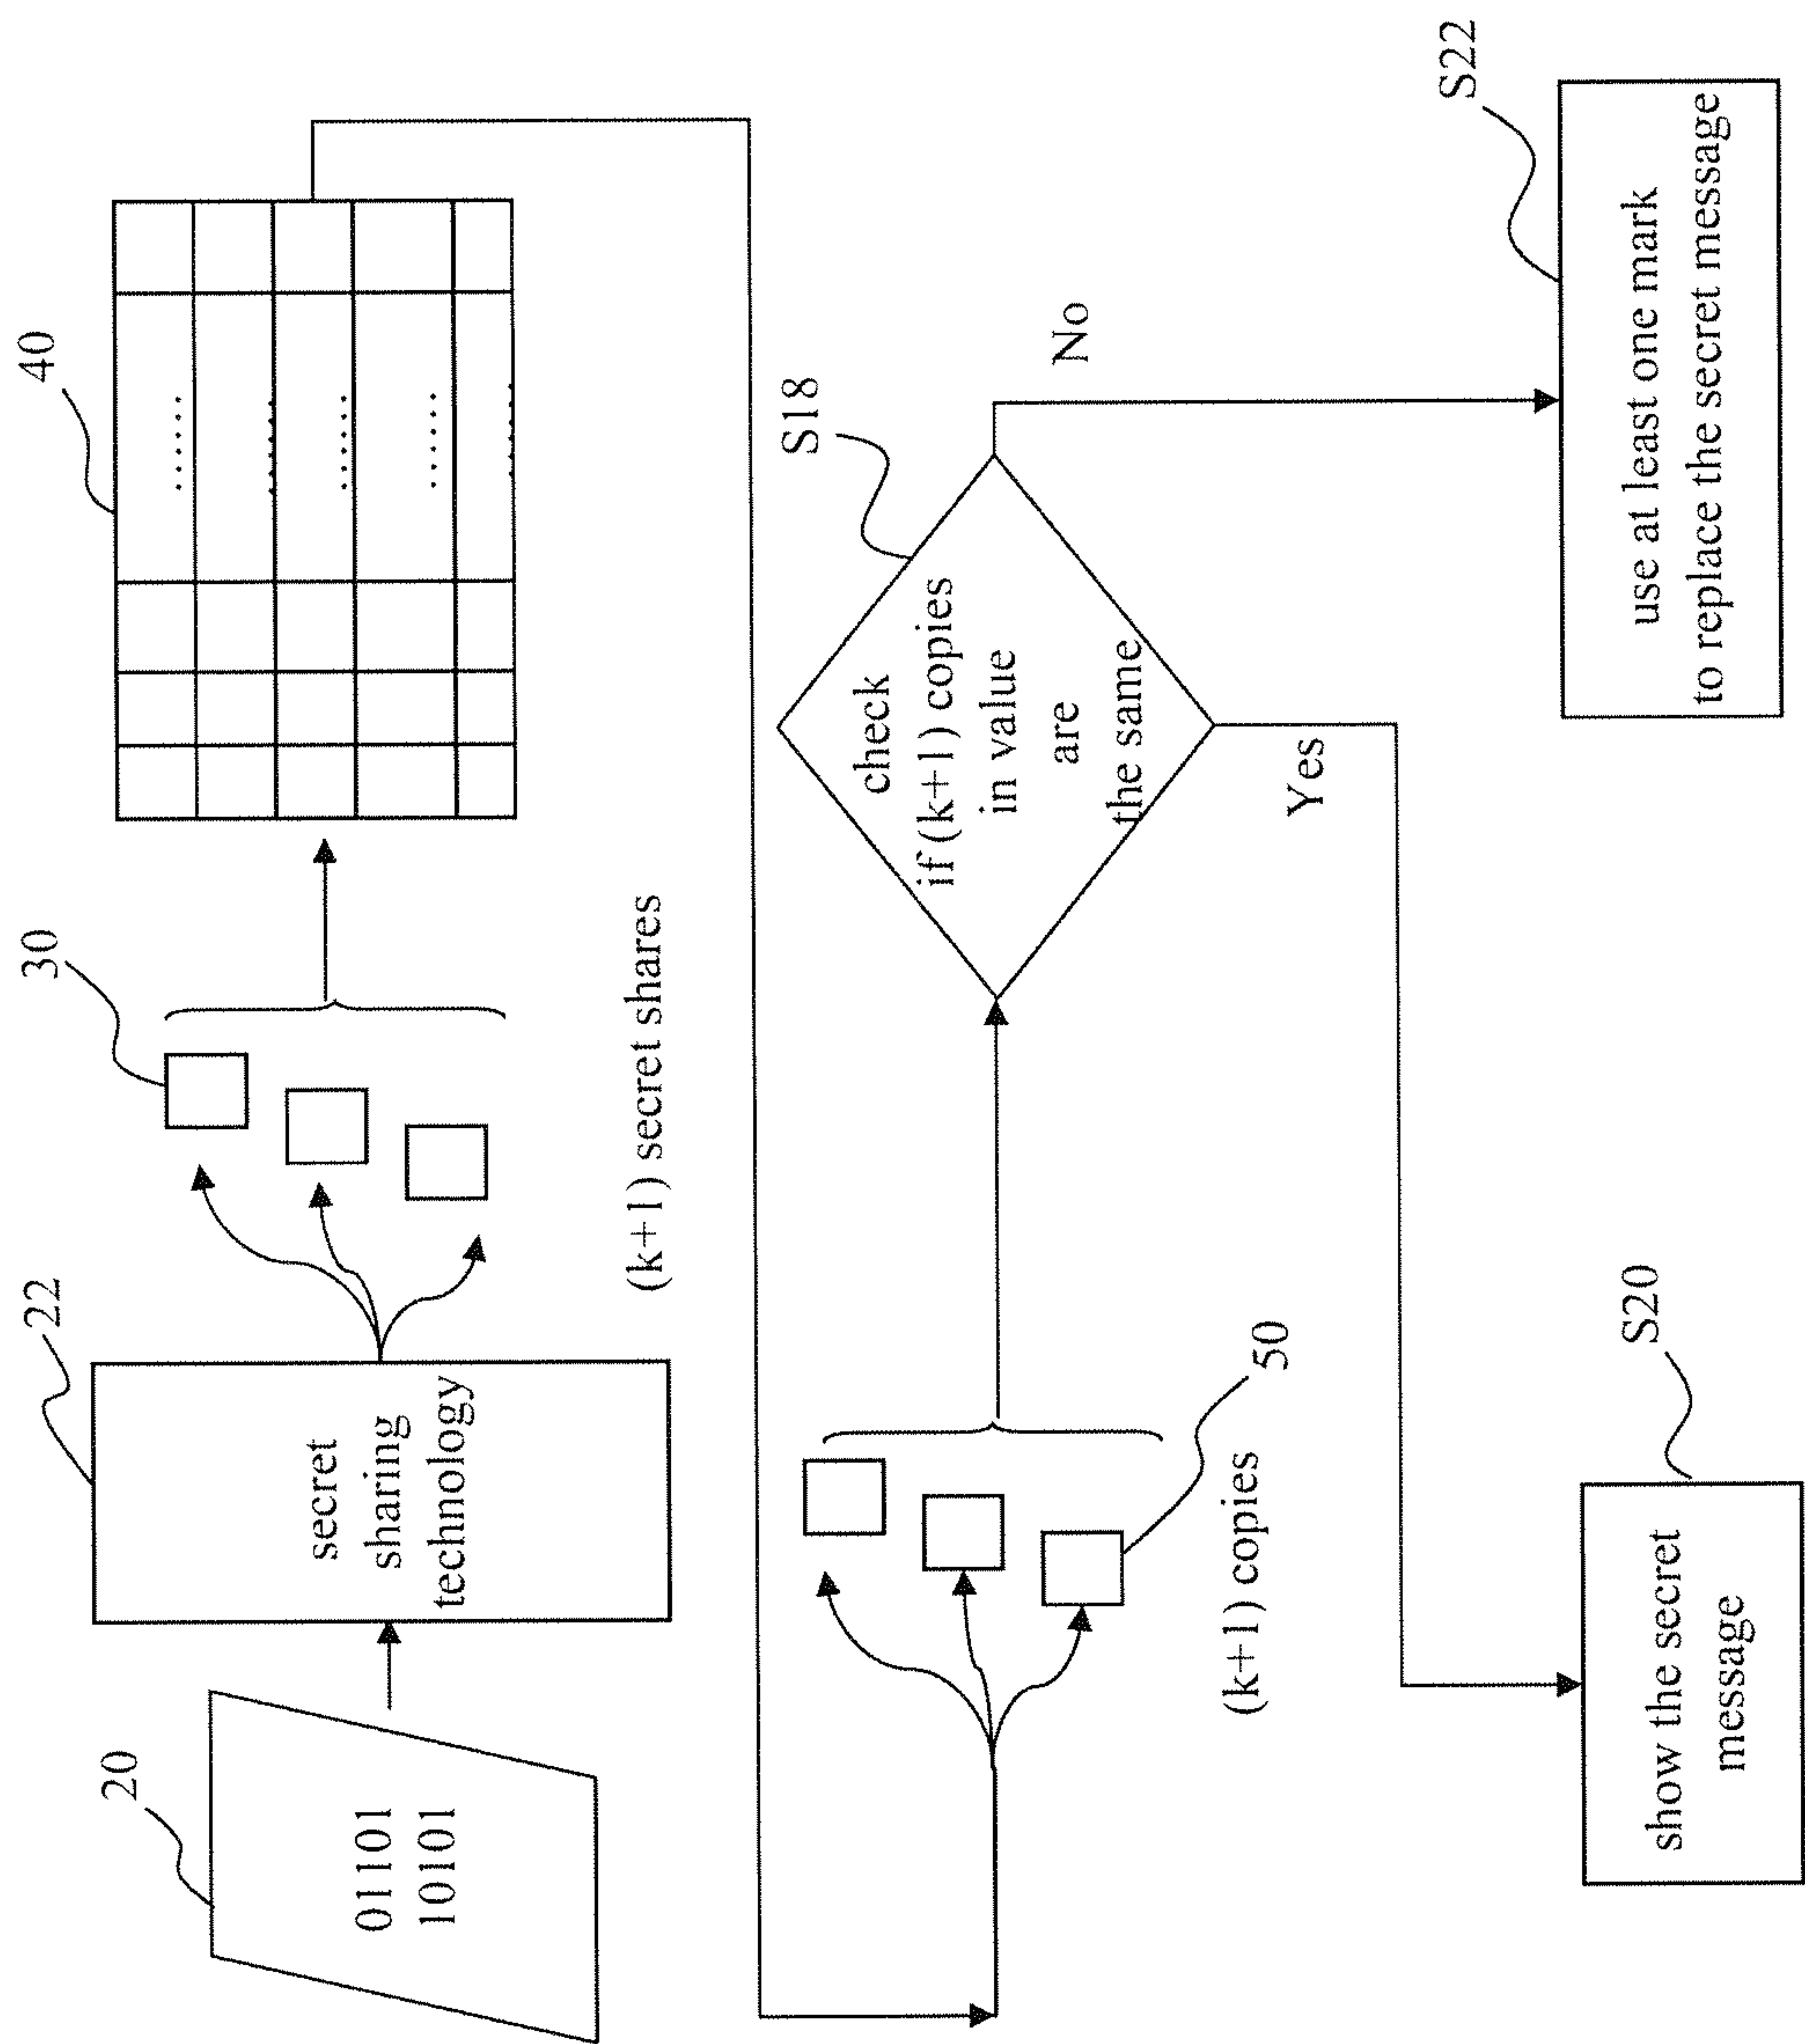 20
01101
10101
22
secret
sharing
technology
30
(k+1) secret shares
40
......
......
......
......
......
(k+1) copies
50
S18
check
if (k+1) copies
in value
are
the same
No
Yes
S20
show the secret
message
S22
use at least one mark
to replace the secret message